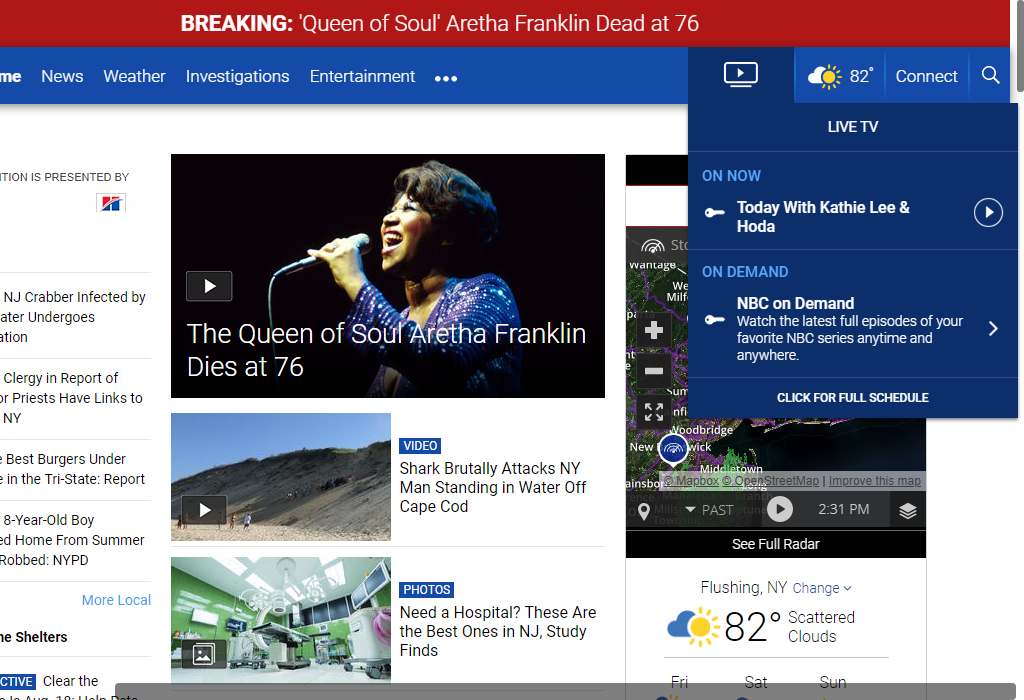 BREAKING: 'Queen of Soul' Aretha Franklin Dead at 76
me News Weather Investigations Entertainment
82° Connect
LIVE TV
ON NOW
Today With Kathie Lee &
Hoda
ON DEMAND
NBC on Demand
Watch the latest full episodes of your
favorite NBC series anytime and
anywhere.
CLICK FOR FULL SCHEDULE
TION IS PRESENTED BY
NJ Crabber Infected by
ater Undergoes
ation
Clergy in Report of
or Priests Have Links to
NY
e Best Burgers Under
e in the Tri-State: Report
8-Year-Old Boy
ed Home From Summer
Robbed: NYPD
More Local
he Shelters
CTIVE Clear the
The Queen of Soul Aretha Franklin
Dies at 76
VIDEO
Shark Brutally Attacks NY
Man Standing in Water Off
Cape Cod
PHOTOS
Need a Hospital? These Are
the Best Ones in NJ, Study
Finds
Sto
Wantage
We
Milf
Sum
nfi
Woodbridge
New wick
Middletown
ainsbor
© Mapbox © OpenStreetMap | Improve this map
PAST 2:31 PM
See Full Radar
Flushing, NY Change
82° Scattered
Clouds
Fri Sat Sun